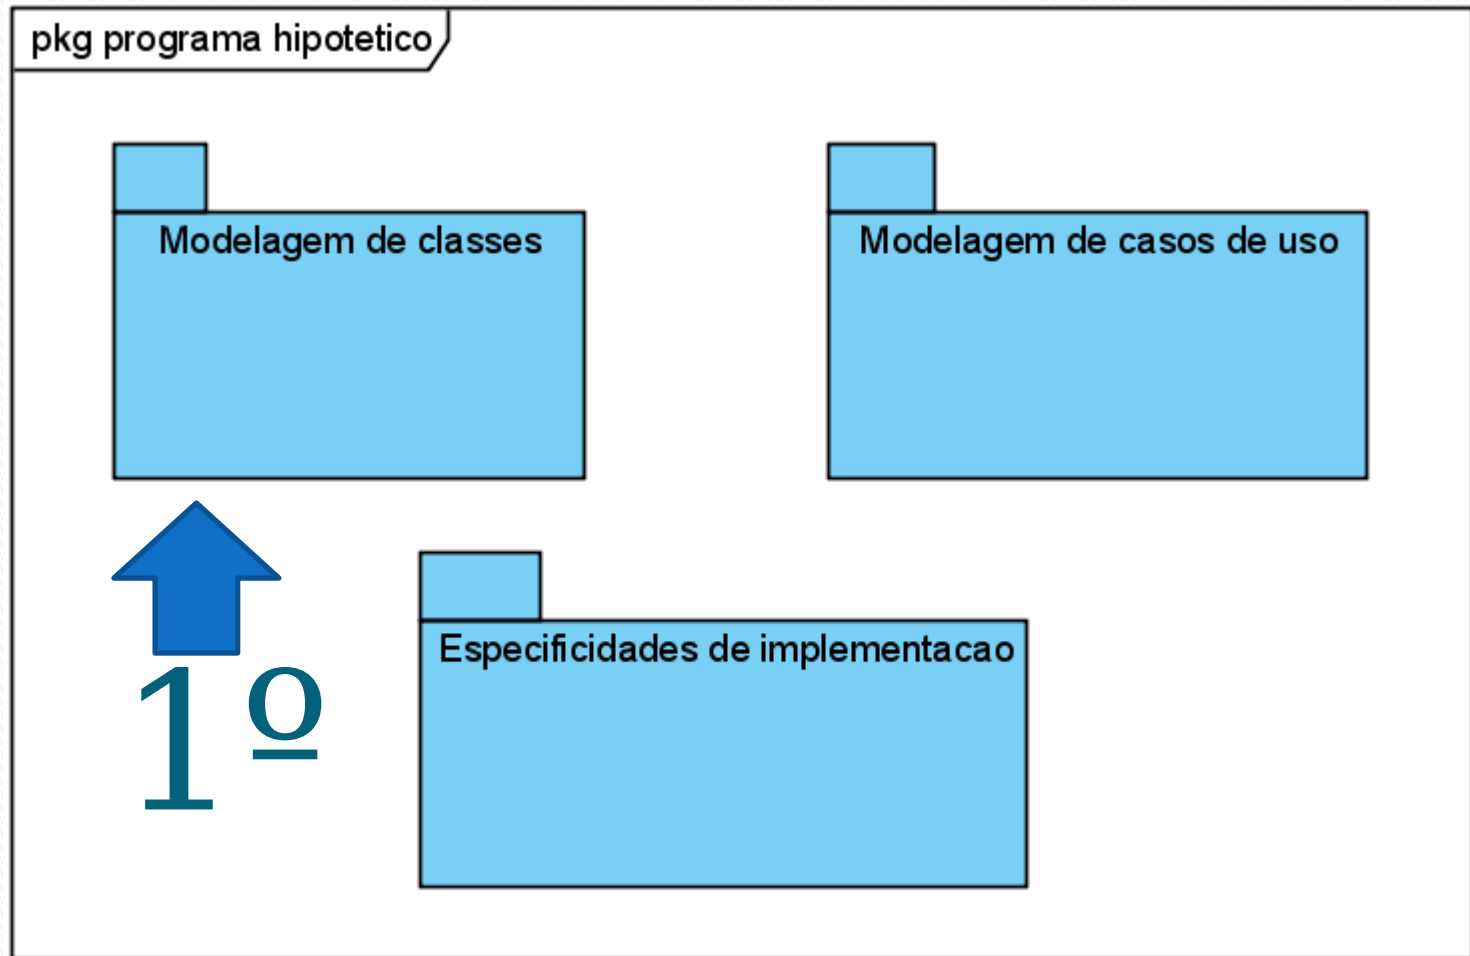 pkg programa hipotetico
Modelagem de classes
Modelagem de casos de uso
Especificidades de implementacao
1º